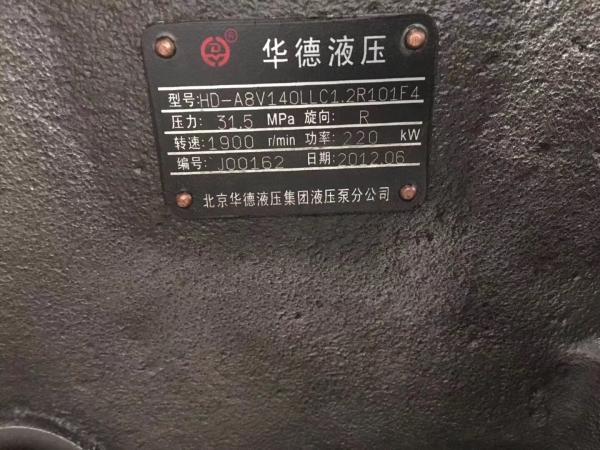 华德液压
型号:HD-A8V140LLC1.2R101F4
压力: 31.5 MPa 旋向: R
转速:1900 r/min 功率:220 kW
编号: J00162 日期:2012.06
北京华德液压集团液压泵分公司